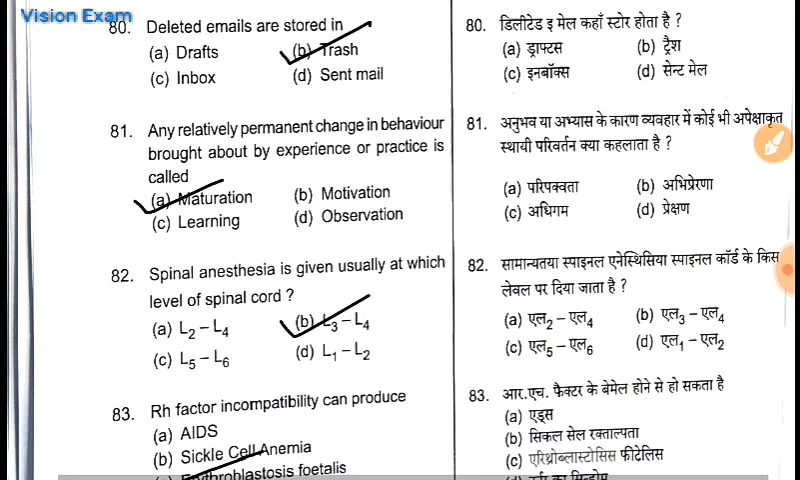 Vision Exam
80. Deleted emails are stored in
(a) Drafts (b) Trash
(c) Inbox (d) Sent mail
81. Any relatively permanent change in behaviour
brought about by experience or practice is
called
(a) Maturation (b) Motivation
(c) Learning (d) Observation
82. Spinal anesthesia is given usually at which
level of spinal cord ?
(a) L₂ – L₄ (b) L₃ – L₄
(c) L₅ – L₆ (d) L₁ – L₂
83. Rh factor incompatibility can produce
(a) AIDS
(b) Sickle Cell Anemia
Erythroblastosis foetalis
80. डिलीटेड इ मेल कहाँ स्टोर होता है ?
(a) ड्राफ्टस (b) ट्रैश
(c) इनबॉक्स (d) सेन्ट मेल
81. अनुभव या अभ्यास के कारण व्यवहार में कोई भी अपेक्षाकृत
स्थायी परिवर्तन क्या कहलाता है ?
(a) परिपक्वता (b) अभिप्रेरणा
(c) अधिगम (d) प्रेक्षण
82. सामान्यतया स्पाइनल एनेस्थिसिया स्पाइनल कॉर्ड के किस
लेवल पर दिया जाता है ?
(a) एल₂ – एल₄ (b) एल₃ – एल₄
(c) एल₅ – एल₆ (d) एल₁ – एल₂
83. आर.एच. फैक्टर के बेमेल होने से हो सकता है
(a) एड्स
(b) सिकल सेल रक्ताल्पता
(c) एरिथ्रोब्लास्टोसिस फीटेलिस